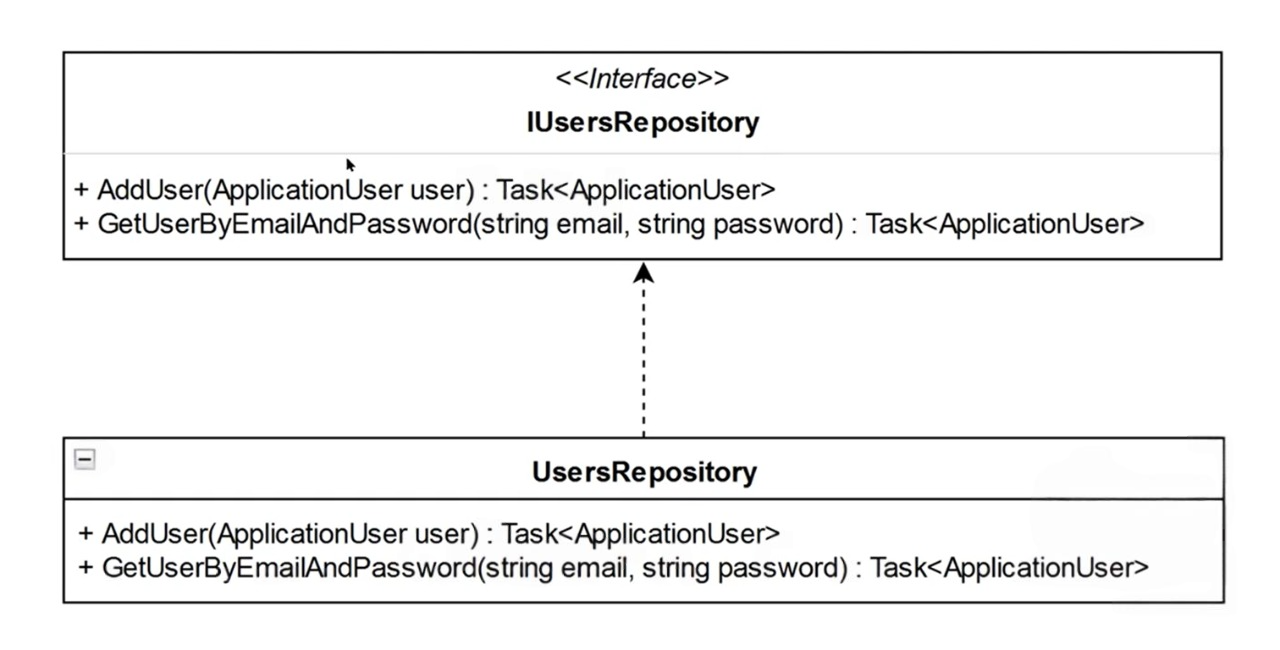 <<Interface>>
IUsersRepository
+ AddUser(ApplicationUser user) : Task<ApplicationUser>
+ GetUserByEmailAndPassword(string email, string password) : Task<ApplicationUser>
UsersRepository
+ AddUser(ApplicationUser user) : Task<ApplicationUser>
+ GetUserByEmailAndPassword(string email, string password) : Task<ApplicationUser>